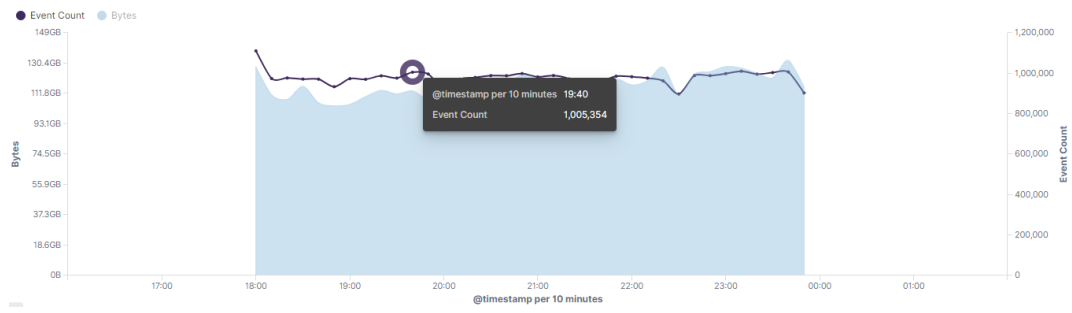 Event Count
Bytes
149GB
130.4GB
111.8GB
93.1GB
74.5GB
55.9GB
37.3GB
18.6GB
0B
Bytes
@timestamp per 10 minutes 19:40
Event Count 1,005,354
1,200,000
1,000,000
800,000
600,000
400,000
200,000
0
Event Count
17:00 18:00 19:00 20:00 21:00 22:00 23:00 00:00 01:00
@timestamp per 10 minutes